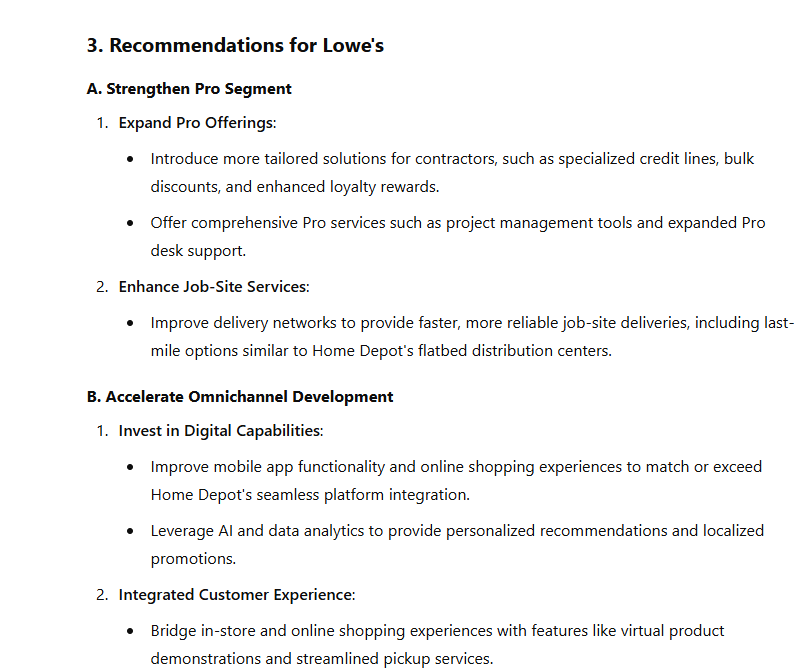 3. Recommendations for Lowe's
A. Strengthen Pro Segment
1. Expand Pro Offerings:
• Introduce more tailored solutions for contractors, such as specialized credit lines, bulk
discounts, and enhanced loyalty rewards.
• Offer comprehensive Pro services such as project management tools and expanded Pro
desk support.
2. Enhance Job-Site Services:
• Improve delivery networks to provide faster, more reliable job-site deliveries, including last-
mile options similar to Home Depot's flatbed distribution centers.
B. Accelerate Omnichannel Development
1. Invest in Digital Capabilities:
• Improve mobile app functionality and online shopping experiences to match or exceed
Home Depot's seamless platform integration.
• Leverage AI and data analytics to provide personalized recommendations and localized
promotions.
2. Integrated Customer Experience:
• Bridge in-store and online shopping experiences with features like virtual product
demonstrations and streamlined pickup services.